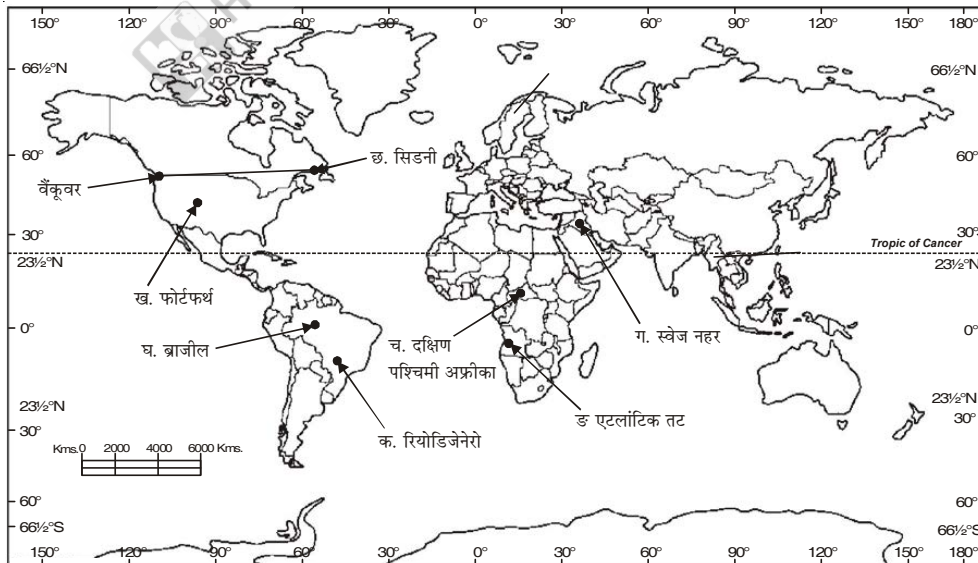 150° 120° 90° 60° 30° 0° 30° 60° 90° 120° 150° 180°
66½°N 66½°N
60° 60°
छ. सिडनी
वैंकूवर
30° 30°
Tropic of Cancer
23½°N 23½°N
ख. फोर्टफर्थ
0° 0°
घ. ब्राजील
च. दक्षिण
पश्चिमी अफ्रीका
ग. स्वेज नहर
23½°N 23½°N
30° 30°
ङ एटलांटिक तट
क. रियोडिजेनेरो
Kms. 0 2000 4000 6000 Kms.
60° 60°
66½°S 66½°S
150° 120° 90° 60° 30° 0° 30° 60° 90° 120° 150° 180°